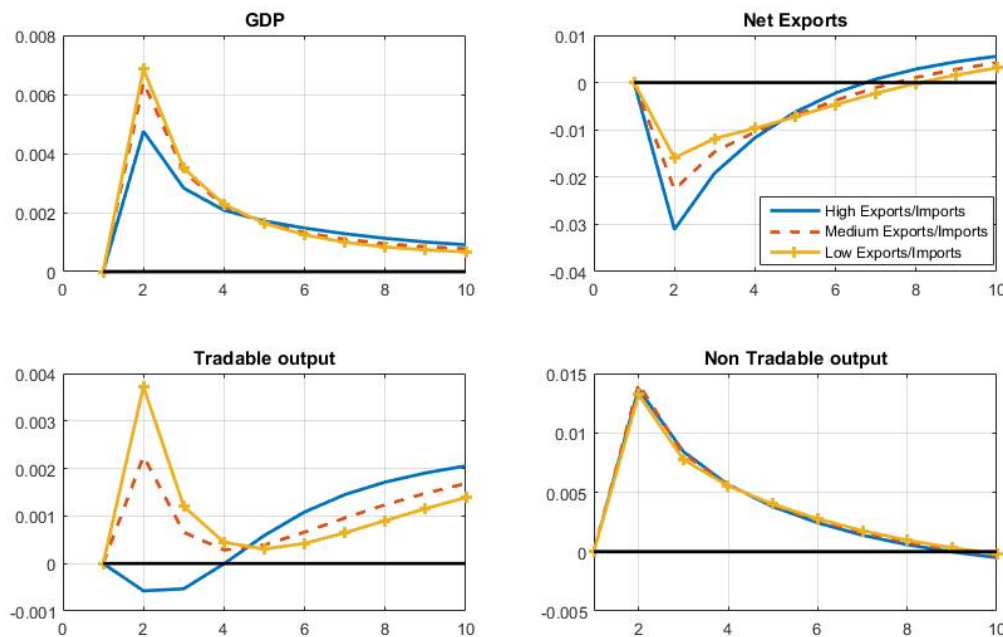 GDP
0.008
0.006
0.004
0.002
0
0 2 4 6 8 10
Net Exports
0.01
0
-0.01
-0.02
-0.03
-0.04
0 2 4 6 8 10
High Exports/Imports
Medium Exports/Imports
Low Exports/Imports
Tradable output
0.004
0.003
0.002
0.001
0
-0.001
0 2 4 6 8 10
Non Tradable output
0.015
0.010
0.005
0
-0.005
2 4 6 8 10